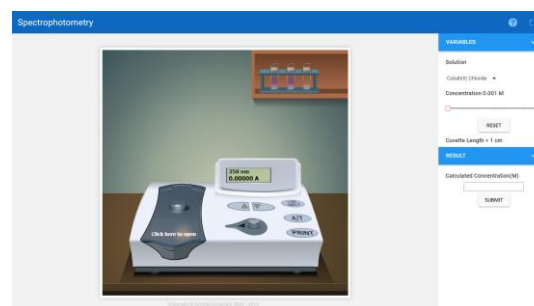 Spectrophotometry
VARIABLES
Solution
Cobalt(II) Chloride
Concentration 0.001 M
RESET
Cuvette Length = 1 cm
RESULT
Calculated Concentration(M)
SUBMIT
350 nm
0.00000 A
A/T
PRINT
Click here to open